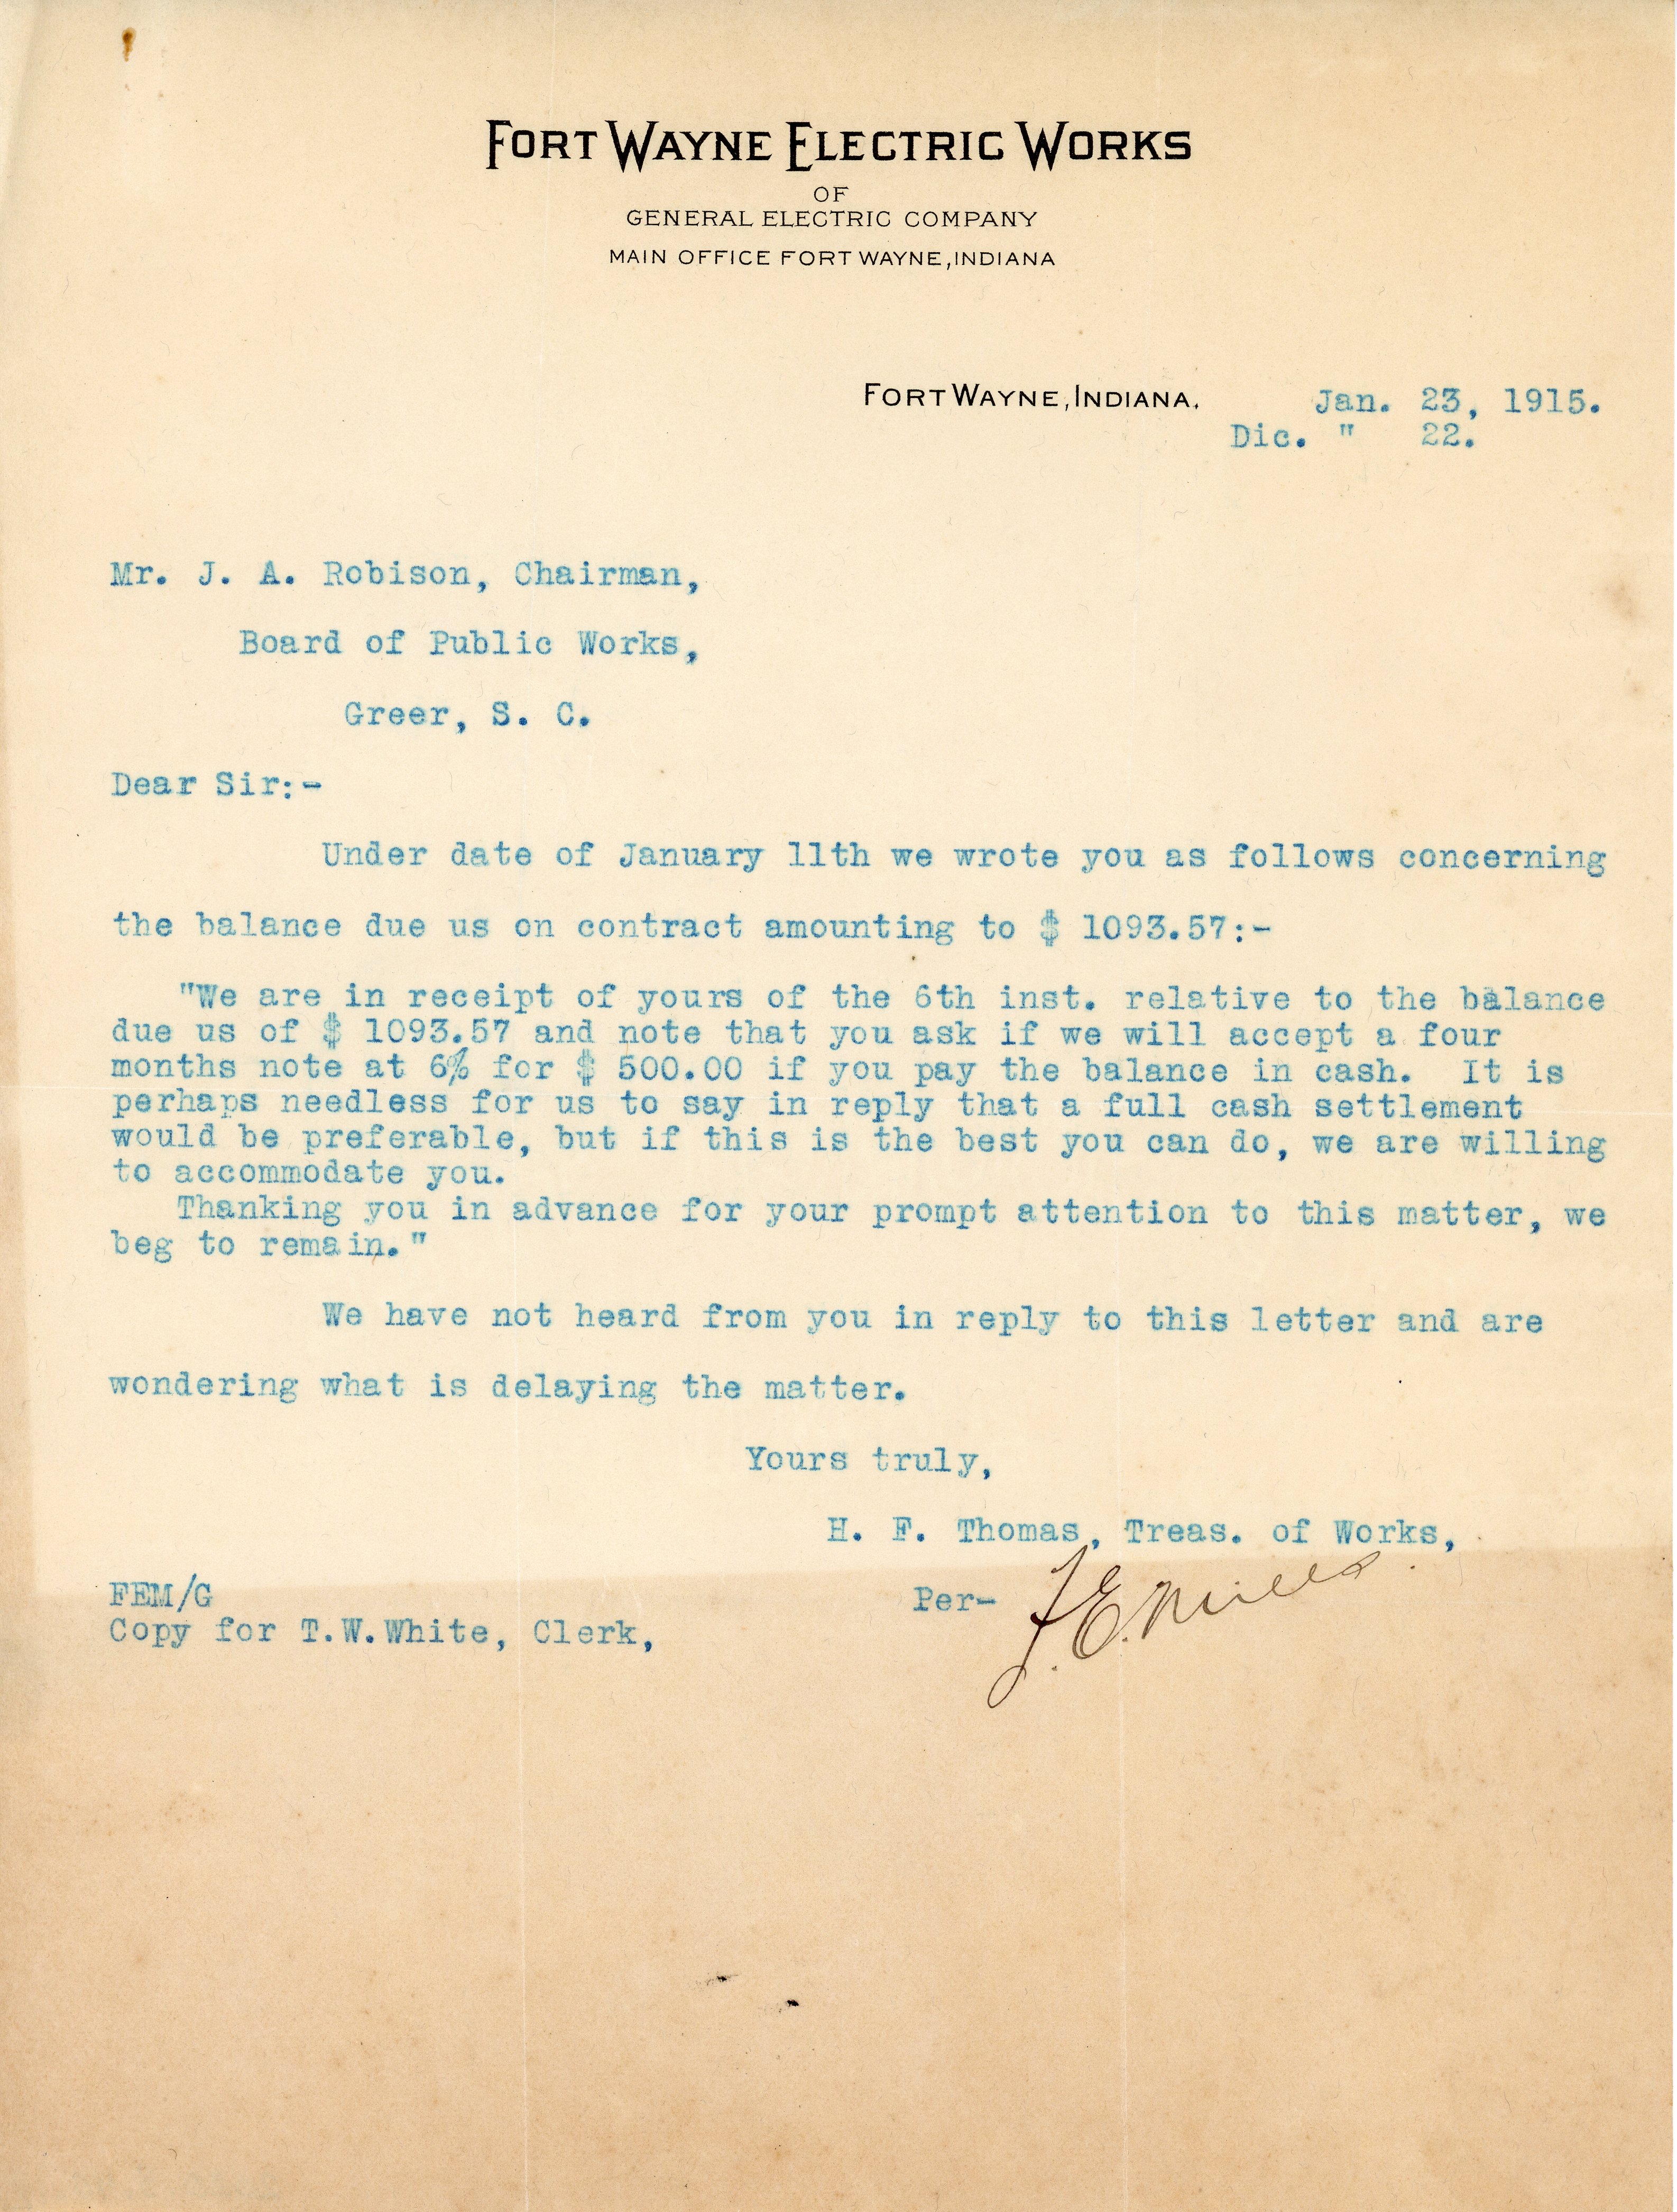 FORT WAYNE ELECTRIC WORKS
OF
GENERAL ELECTRIC COMPANY
MAIN OFFICE FORT WAYNE, INDIANA
FORT WAYNE, INDIANA. Jan. 23, 1915.
Dic. " 22.
Mr. J. A. Robison, Chairman,
Board of Public Works,
Greer, S. C.
Dear Sir:-
Under date of January 11th we wrote you as follows concerning
the balance due us on contract amounting to $ 1093.57:-
"We are in receipt of yours of the 6th inst. relative to the balance
due us of $ 1093.57 and note that you ask if we will accept a four
months note at 6% for $ 500.00 if you pay the balance in cash. It is
perhaps needless for us to say in reply that a full cash settlement
would be preferable, but if this is the best you can do, we are willing
to accommodate you.
Thanking you in advance for your prompt attention to this matter, we
beg to remain."
We have not heard from you in reply to this letter and are
wondering what is delaying the matter.
Yours truly,
H. F. Thomas, Treas. of Works,
FEM/G Per- F. E. Mills.
Copy for T.W.White, Clerk,